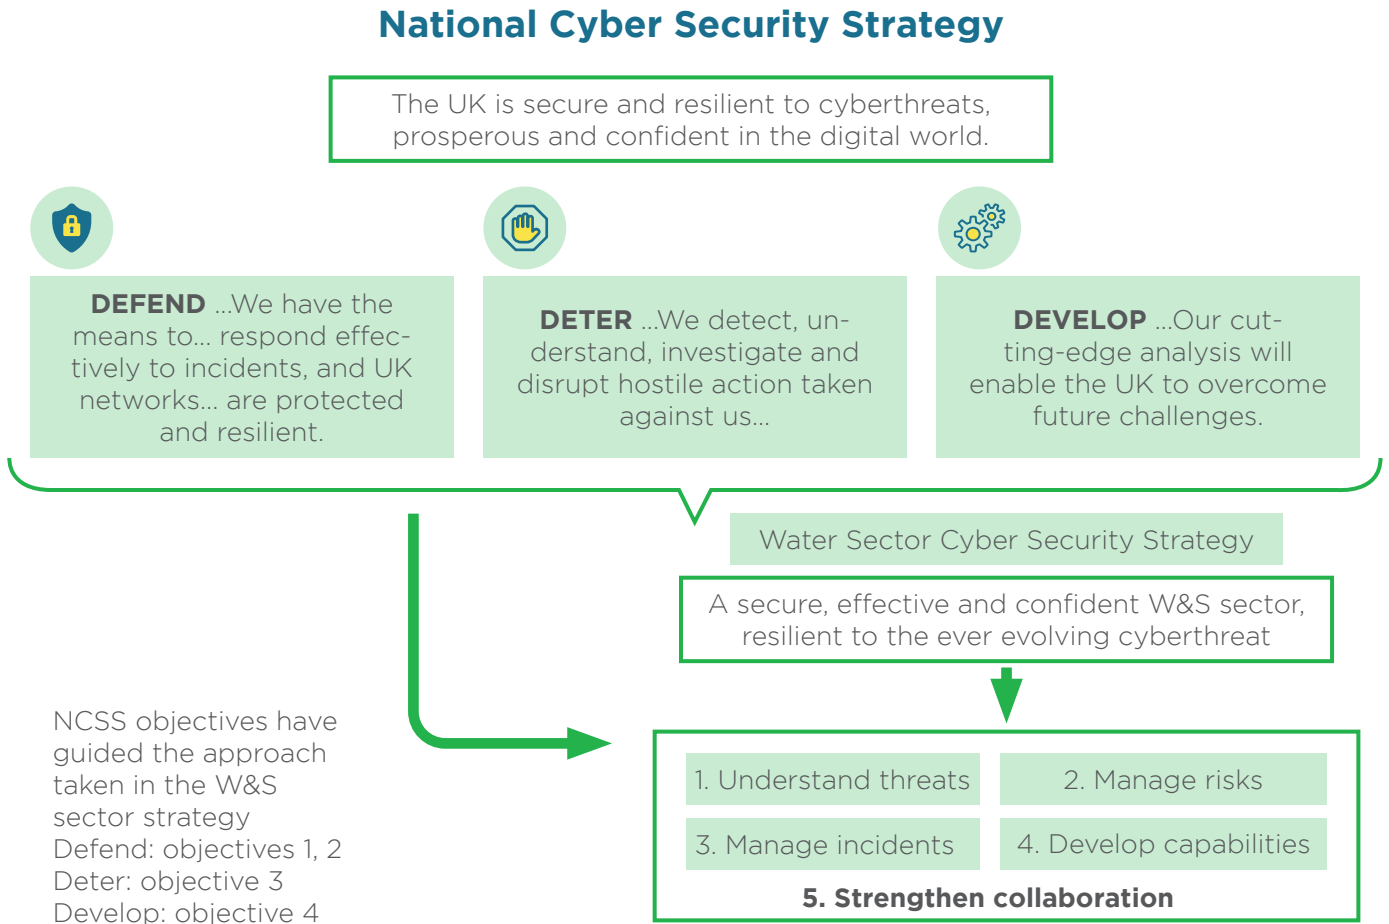 National Cyber Security Strategy
The UK is secure and resilient to cyberthreats,
prosperous and confident in the digital world.
DEFEND ...We have the
means to... respond effec-
tively to incidents, and UK
networks... are protected
and resilient.
DETER ...We detect, un-
derstand, investigate and
disrupt hostile action taken
against us...
DEVELOP ...Our cut-
ting-edge analysis will
enable the UK to overcome
future challenges.
Water Sector Cyber Security Strategy
A secure, effective and confident W&S sector,
resilient to the ever evolving cyberthreat
NCSS objectives have
guided the approach
taken in the W&S
sector strategy
Defend: objectives 1, 2
Deter: objective 3
Develop: objective 4
1. Understand threats
2. Manage risks
3. Manage incidents
4. Develop capabilities
5. Strengthen collaboration